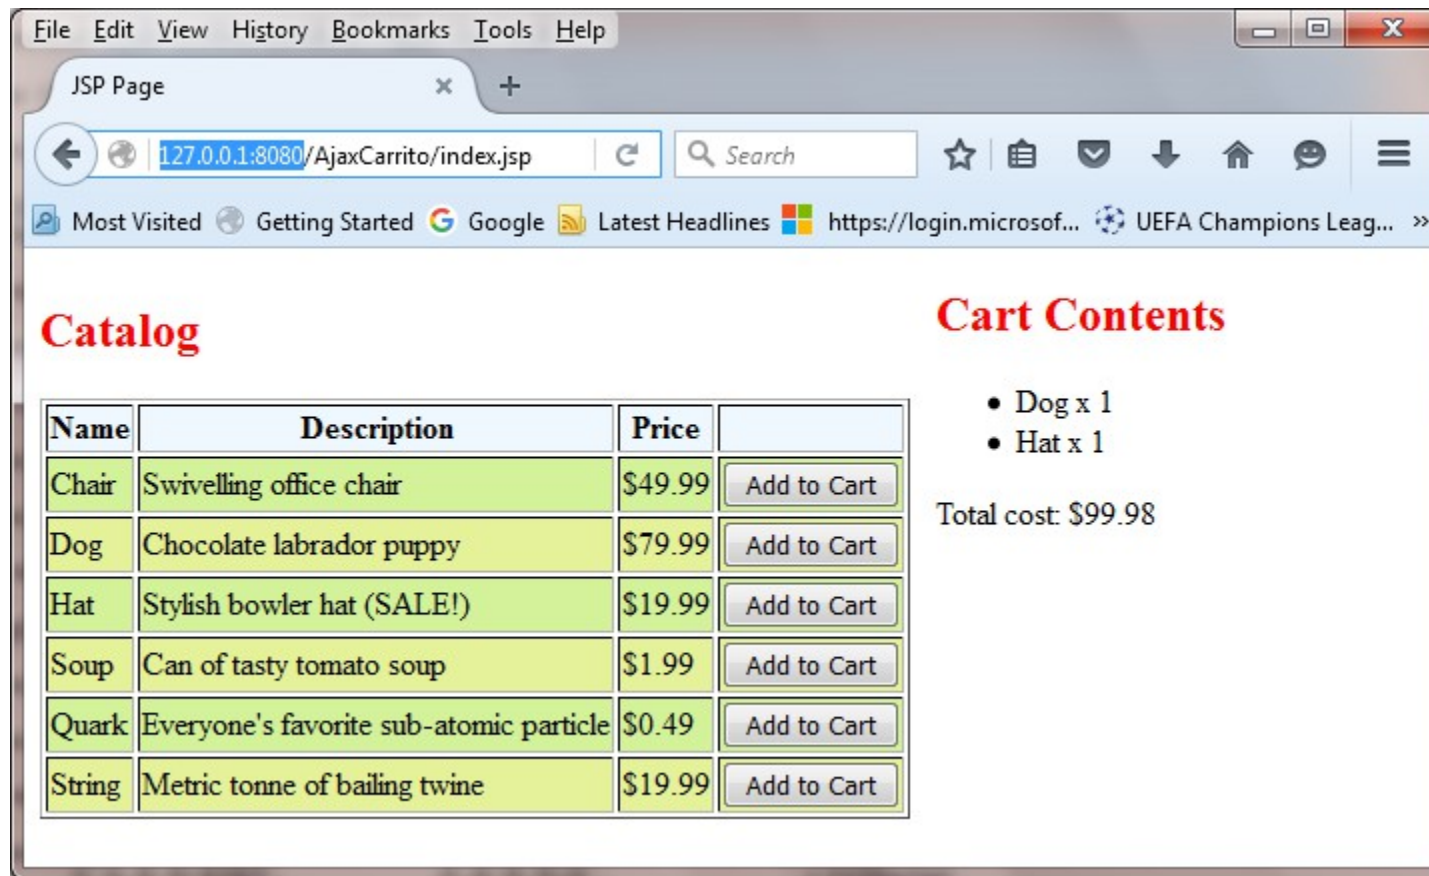 File Edit View History Bookmarks Tools Help
JSP Page
127.0.0.1:8080/AjaxCarrito/index.jsp Search
Most Visited Getting Started Google Latest Headlines https://login.microsof... UEFA Champions Leag... »
Catalog
Name Description Price
Chair Swivelling office chair $49.99 Add to Cart
Dog Chocolate labrador puppy $79.99 Add to Cart
Hat Stylish bowler hat (SALE!) $19.99 Add to Cart
Soup Can of tasty tomato soup $1.99 Add to Cart
Quark Everyone's favorite sub-atomic particle $0.49 Add to Cart
String Metric tonne of bailing twine $19.99 Add to Cart
Cart Contents
• Dog x 1
• Hat x 1
Total cost: $99.98